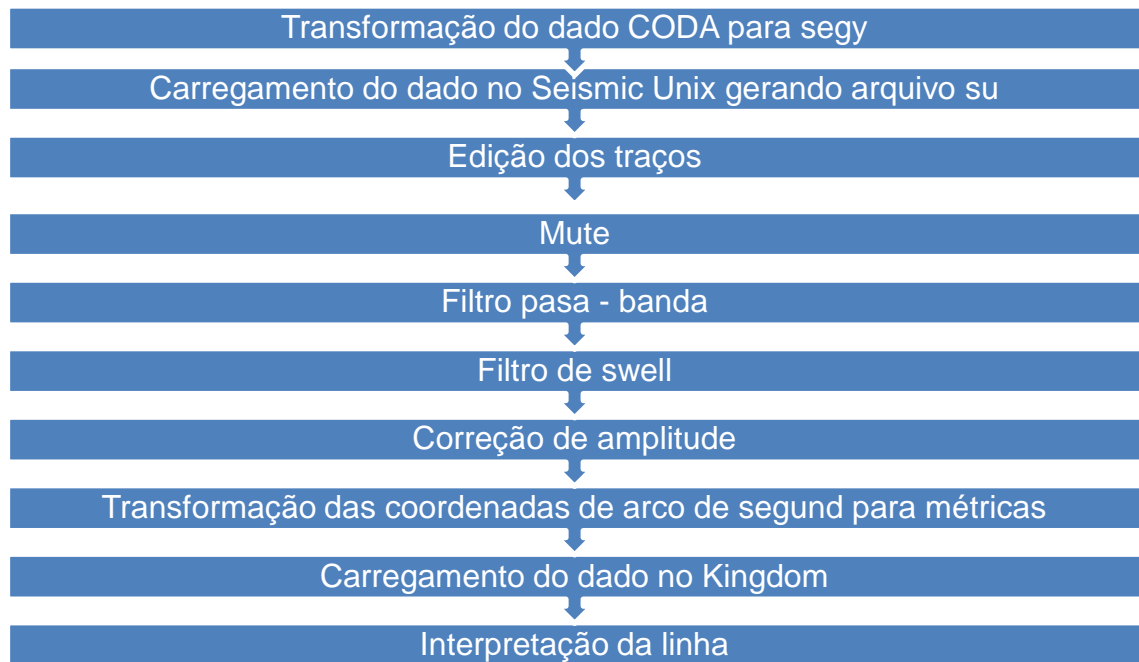 Transformação do dado CODA para segy
Carregamento do dado no Seismic Unix gerando arquivo su
Edição dos traços
Mute
Filtro pasa - banda
Filtro de swell
Correção de amplitude
Transformação das coordenadas de arco de segund para métricas
Carregamento do dado no Kingdom
Interpretação da linha